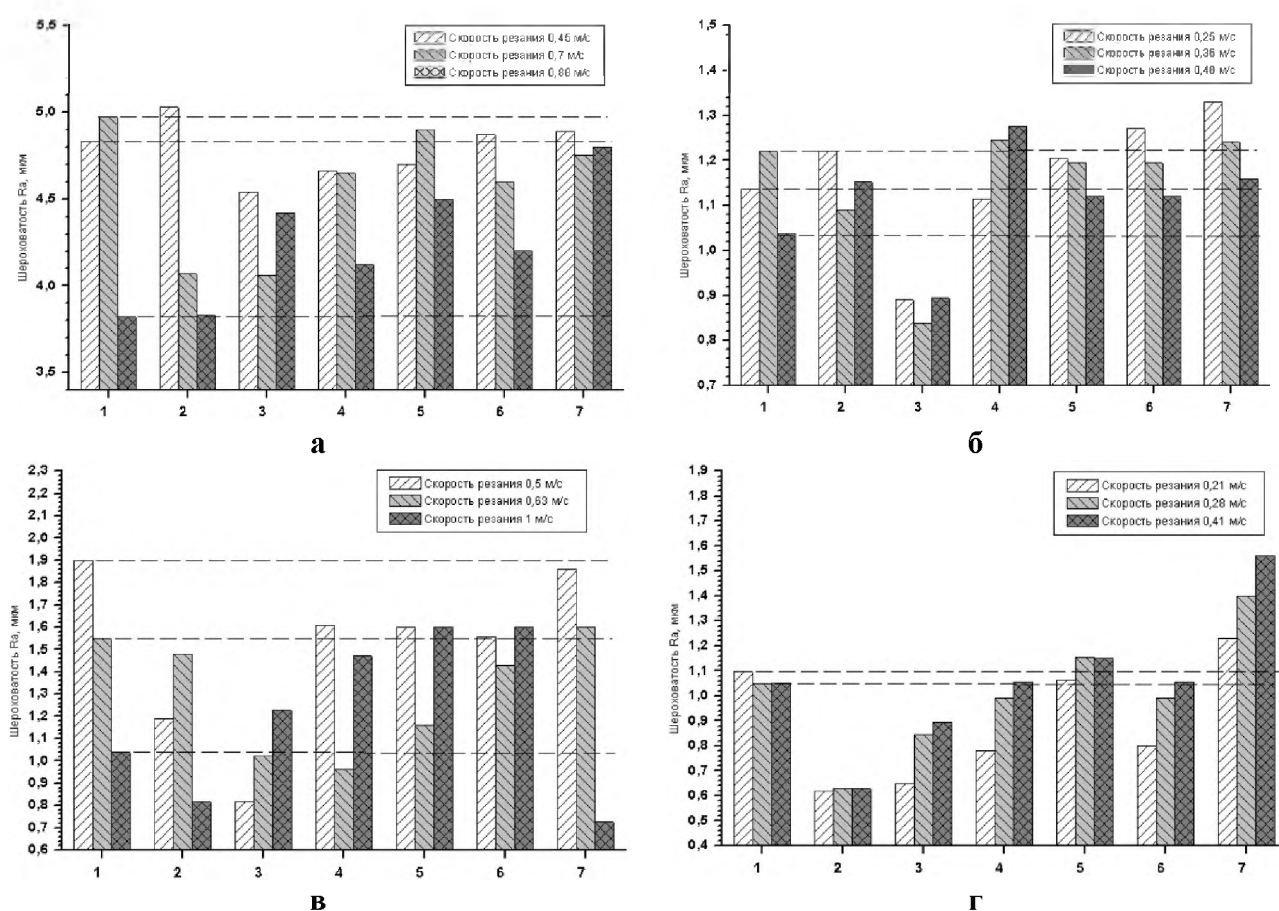 5,5
5,0
4,5
4,0
3,5
Шероховатость Ra, мкм
Скорость резания 0,45 м/с
Скорость резания 0,7 м/с
Скорость резания 0,88 м/с
1 2 3 4 5 6 7
а
1,5
1,4
1,3
1,2
1,1
1,0
0,9
0,8
0,7
Шероховатость Ra, мкм
Скорость резания 0,25 м/с
Скорость резания 0,36 м/с
Скорость резания 0,48 м/с
1 2 3 4 5 6 7
б
2,3
2,2
2,1
2,0
1,9
1,8
1,7
1,6
1,5
1,4
1,3
1,2
1,1
1,0
0,9
0,8
0,7
0,6
Шероховатость Ra, мкм
Скорость резания 0,5 м/с
Скорость резания 0,63 м/с
Скорость резания 1 м/с
1 2 3 4 5 6 7
в
1,9
1,8
1,7
1,6
1,5
1,4
1,3
1,2
1,1
1,0
0,9
0,8
0,7
0,6
0,5
0,4
Шероховатость Ra, мкм
Скорость резания 0,21 м/с
Скорость резания 0,28 м/с
Скорость резания 0,41 м/с
1 2 3 4 5 6 7
г